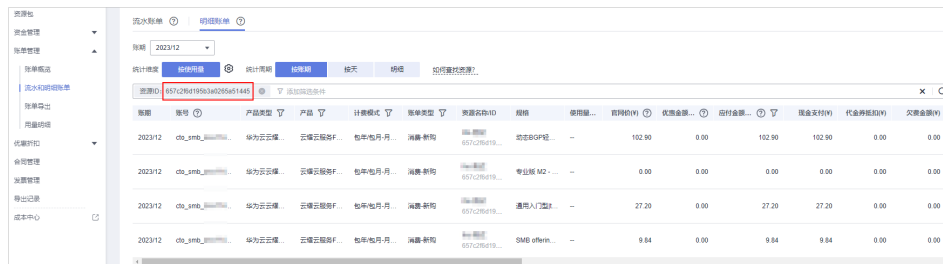 资源包
资金管理
账单管理
账单概览
流水和明细账单
账单导出
用量明细
优惠折扣
合同管理
发票管理
导出记录
成本中心
流水账单 明细账单
账期 2023/12
统计维度 按使用量 统计周期 按账期 按天 明细 如何查找资源?
资源ID: 657c2f6d195b3a0265a51445 添加筛选条件
账期 账号 产品类型 产品 计费模式 账单类型 资源名称/ID 规格 使用量... 官网价(¥) 优惠金额... 应付金额... 现金支付(¥) 代金券抵扣(¥) 欠费金额(¥)
2023/12 cto_smb_ 华为云云耀... 云耀云服务F... 包年/包月-月... 消费-新购 657c2f6d19... 动态BGP轻... -- 102.90 0.00 102.90 102.90 0.00 0.00
2023/12 cto_smb_ 华为云云耀... 云耀云服务F... 包年/包月-月... 消费-新购 657c2f6d19... 专业版 M2 - ... -- 0.00 0.00 0.00 0.00 0.00 0.00
2023/12 cto_smb_ 华为云云耀... 云耀云服务F... 包年/包月-月... 消费-新购 657c2f6d19... 通用入门型... -- 27.20 0.00 27.20 27.20 0.00 0.00
2023/12 cto_smb_ 华为云云耀... 云耀云服务F... 包年/包月-月... 消费-新购 657c2f6d19... SMB offerin... -- 9.84 0.00 9.84 9.84 0.00 0.00